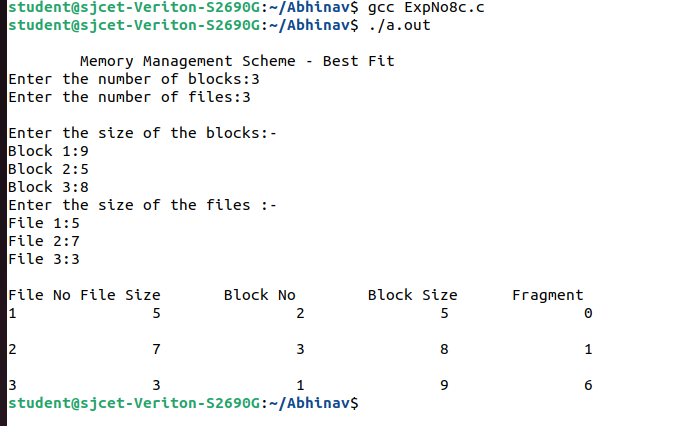 student@sjcet-Veriton-S2690G:~/Abhinav$ gcc ExpNo8c.c
student@sjcet-Veriton-S2690G:~/Abhinav$ ./a.out
Memory Management Scheme - Best Fit
Enter the number of blocks:3
Enter the number of files:3
Enter the size of the blocks:-
Block 1:9
Block 2:5
Block 3:8
Enter the size of the files :-
File 1:5
File 2:7
File 3:3
File No File Size Block No Block Size Fragment
1 5 2 5 0
2 7 3 8 1
3 3 1 9 6
student@sjcet-Veriton-S2690G:~/Abhinav$